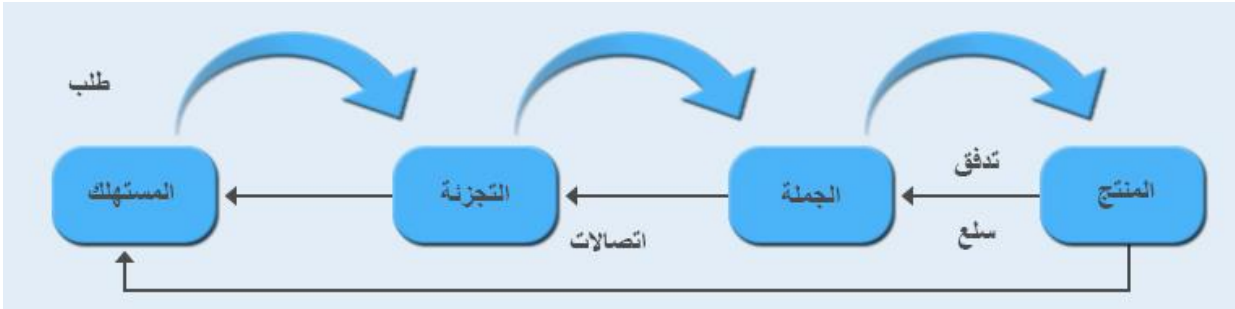 طلب
تدفق
المنتج
الجملة
التجزئة
المستهلك
سلع
اتصالات